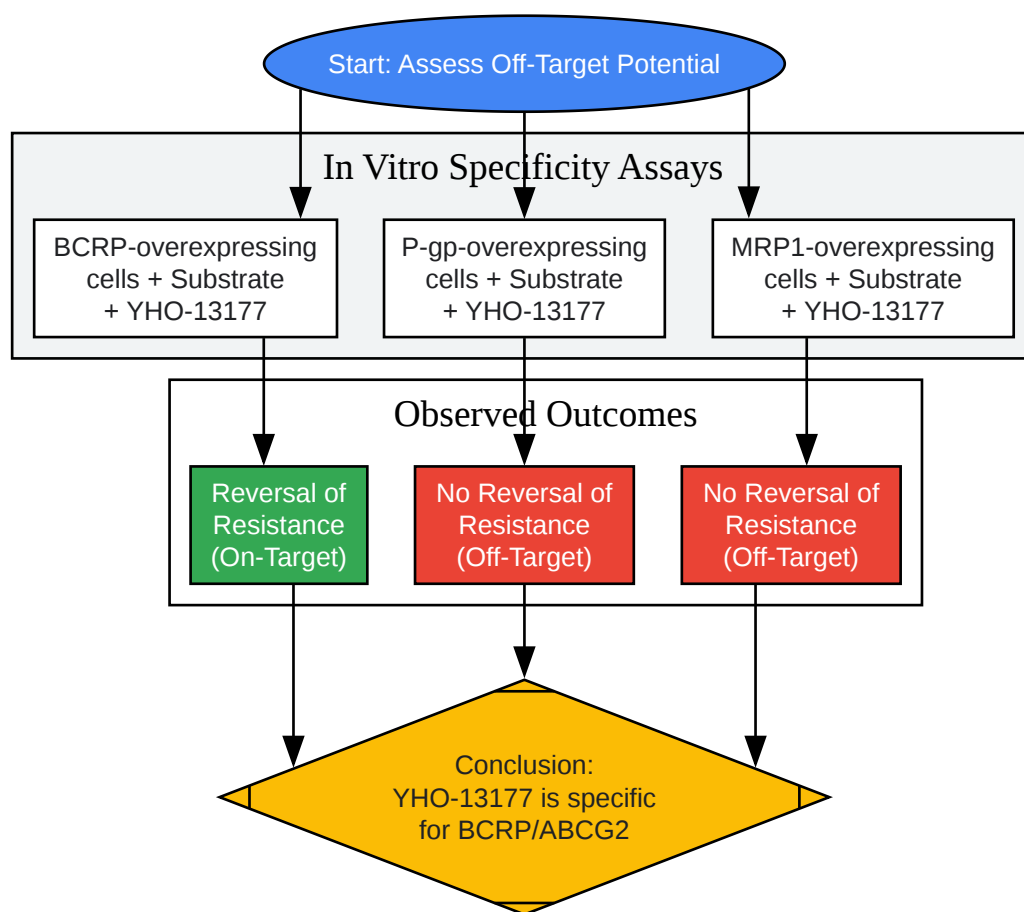 Start: Assess Off-Target Potential
In Vitro Specificity Assays
BCRP-overexpressing
cells + Substrate
+ YHO-13177
P-gp-overexpressing
cells + Substrate
+ YHO-13177
MRP1-overexpressing
cells + Substrate
+ YHO-13177
Observed Outcomes
Reversal of
Resistance
(On-Target)
No Reversal of
Resistance
(Off-Target)
No Reversal of
Resistance
(Off-Target)
Conclusion:
YHO-13177 is specific
for BCRP/ABCG2